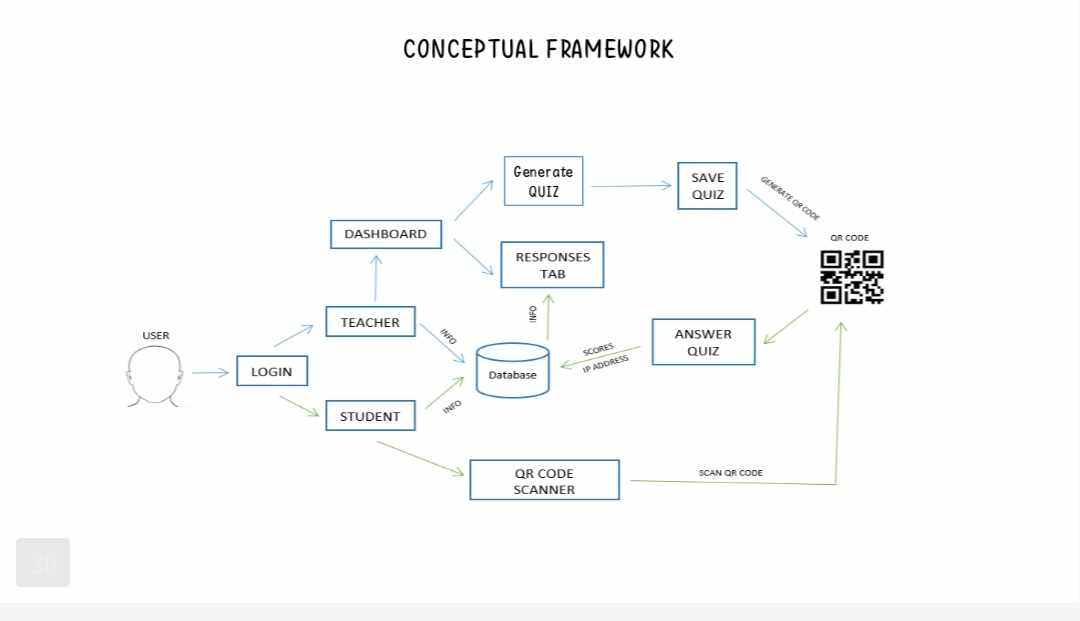 CONCEPTUAL FRAMEWORK
Generate
QUIZ
SAVE
QUIZ
GENERATE QR CODE
QR CODE
DASHBOARD
RESPONSES
TAB
INFO
TEACHER
INFO
ANSWER
QUIZ
USER
LOGIN
SCORES
IP ADDRESS
Database
STUDENT
INFO
QR CODE
SCANNER
SCAN QR CODE
30